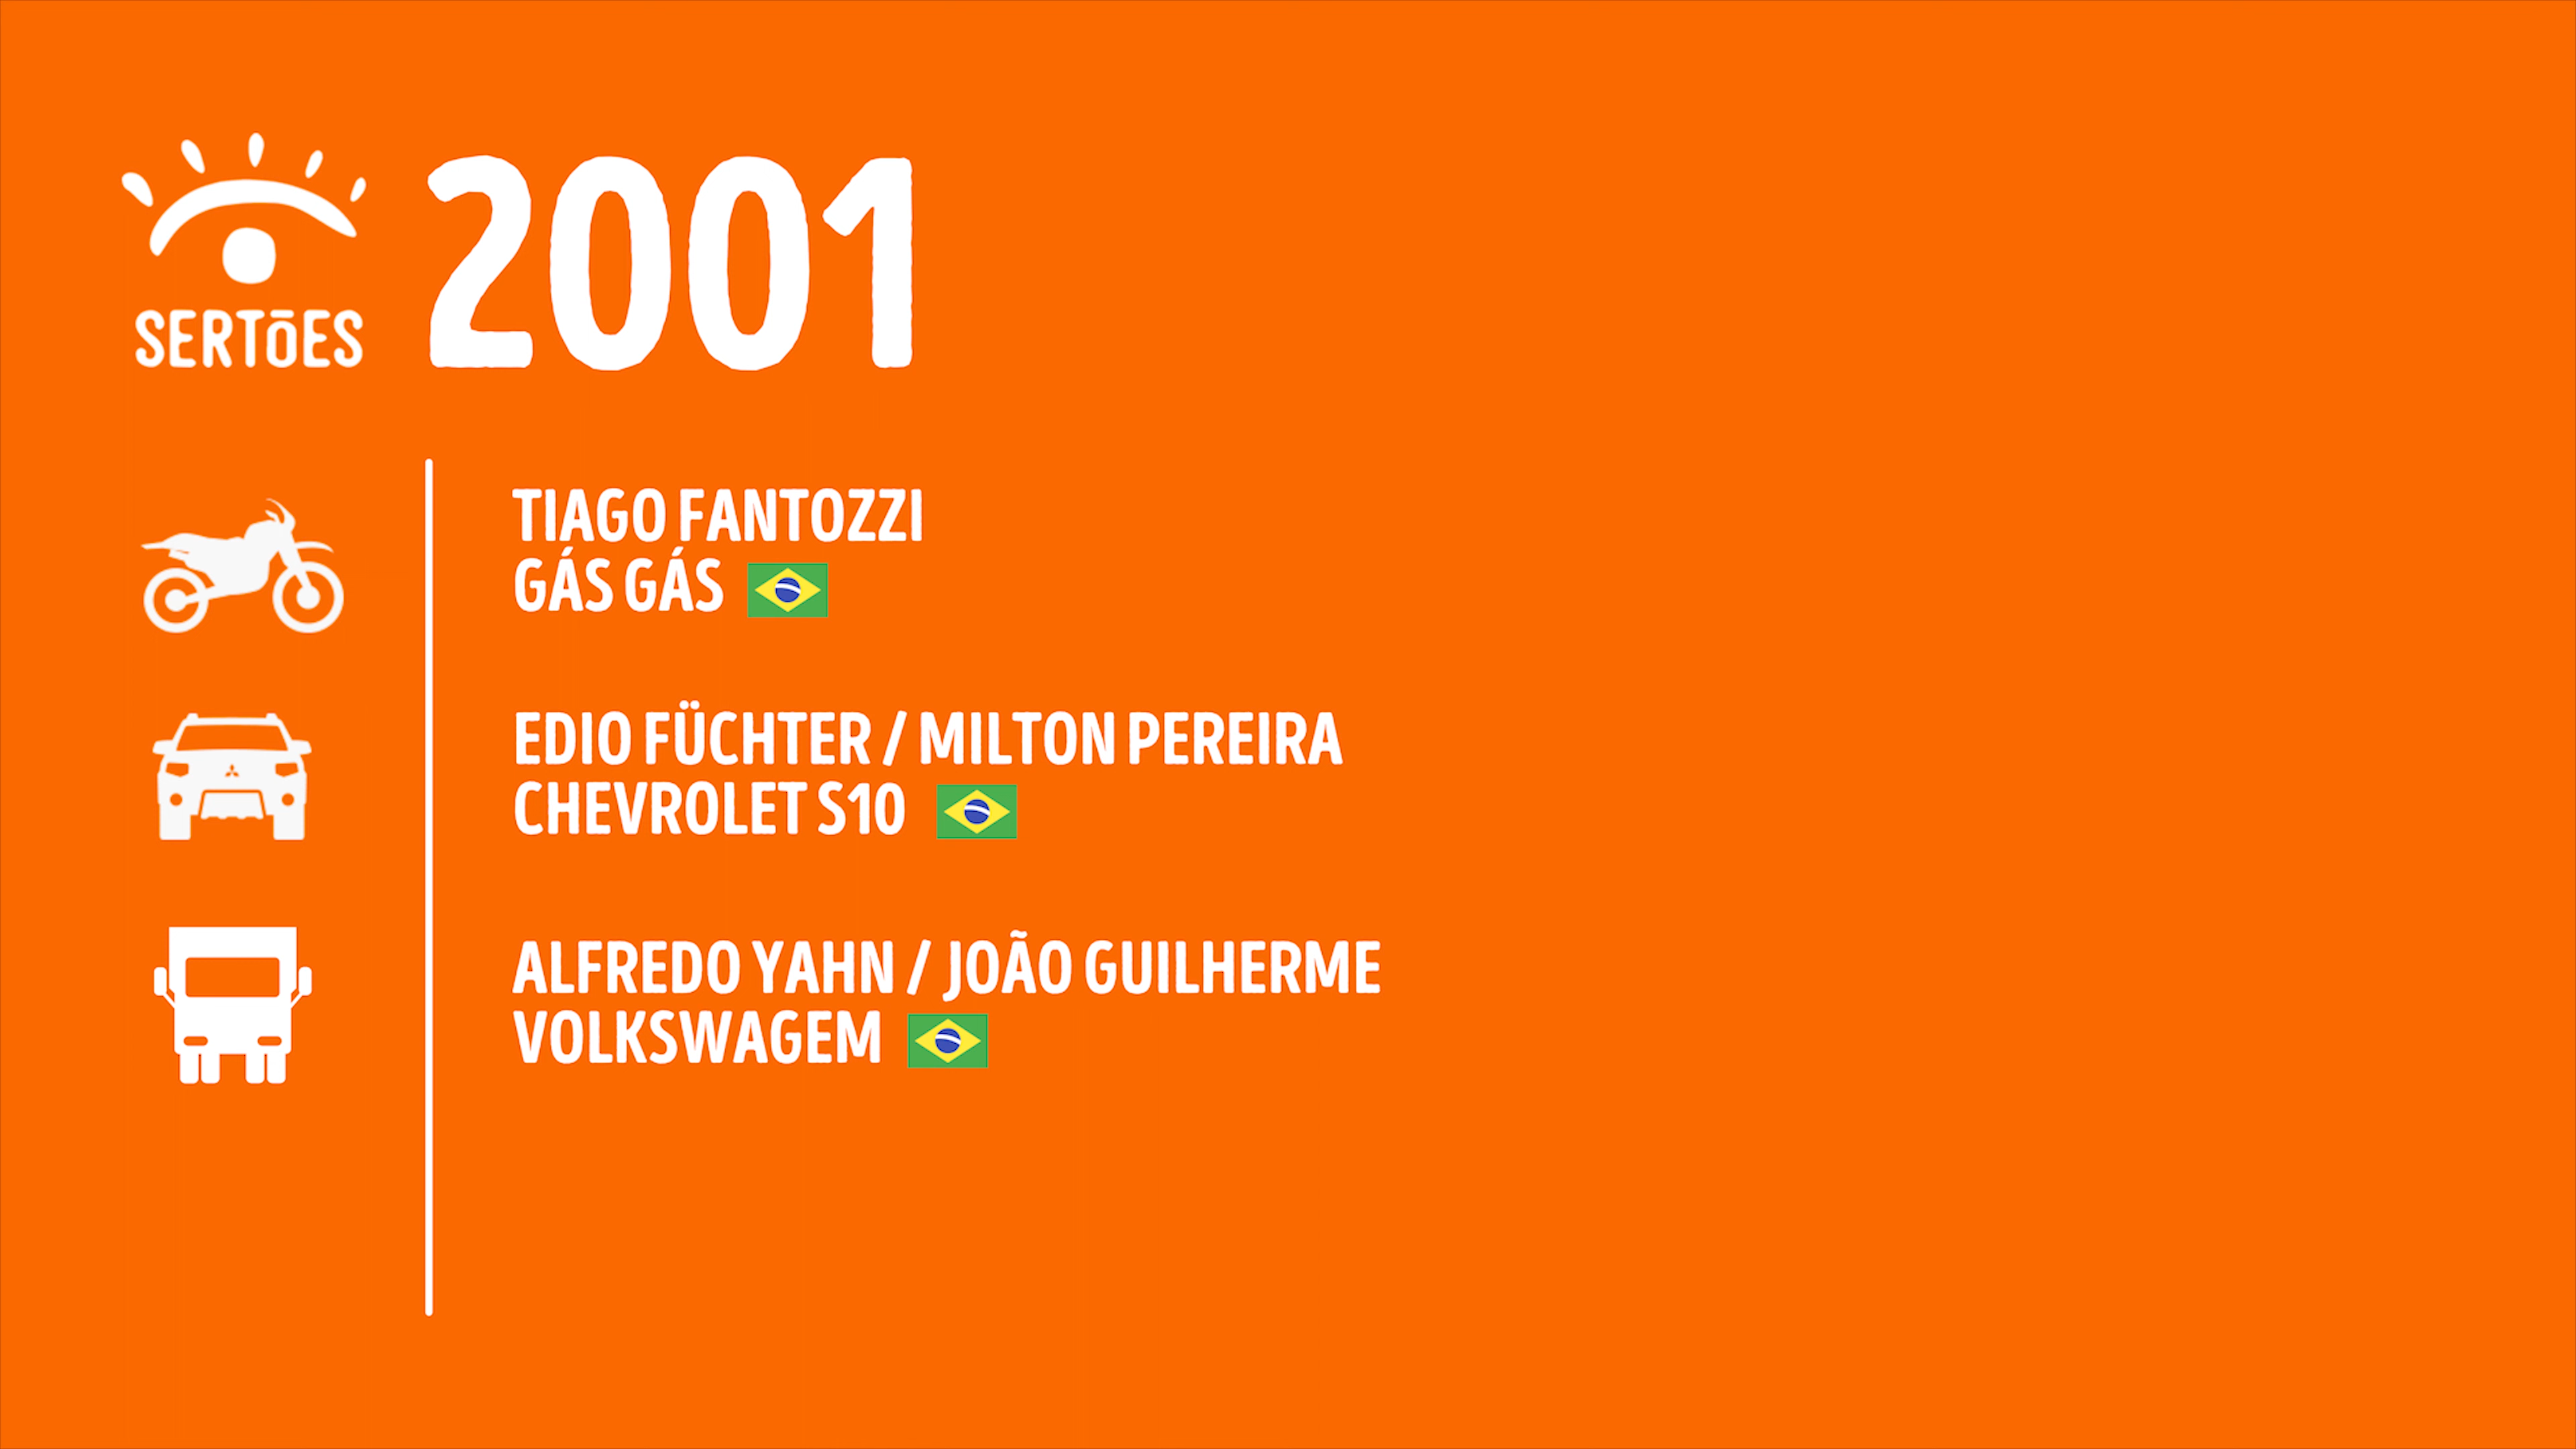 SERTÕES
2001
TIAGO FANTOZZI
GÁS GÁS
EDIO FÜCHTER / MILTON PEREIRA
CHEVROLET S10
ALFREDO YAHN / JOÃO GUILHERME
VOLKSWAGEM